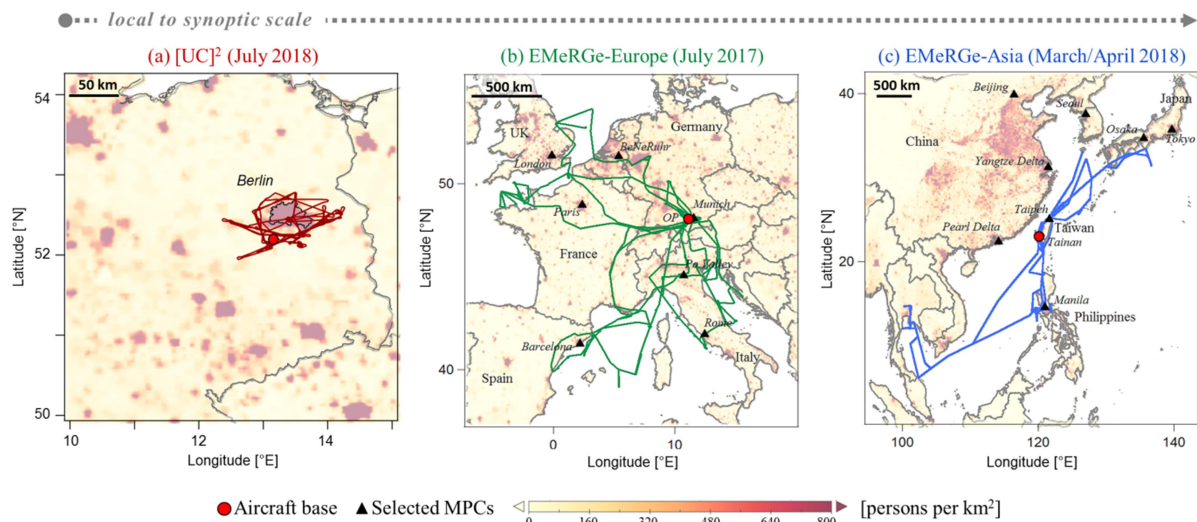 local to synoptic scale
(a) [UC]² (July 2018)
(b) EMeRGe-Europe (July 2017)
(c) EMeRGe-Asia (March/April 2018)
50 km
54
52
50
Latitude [°N]
Berlin
10
12
14
Longitude [°E]
500 km
50
40
Latitude [°N]
UK
London
BeNeRuhr
Germany
Paris
OP
Munich
France
Po Valley
Rome
Barcelona
Italy
Spain
0
10
Longitude [°E]
500 km
40
20
Latitude [°N]
Beijing
Seoul
Japan
Osaka
Tokyo
China
Yangtze Delta
Taipeh
Taiwan
Pearl Delta
Tainan
Manila
Philippines
100
120
140
Longitude [°E]
Aircraft base
Selected MPCs
0
160
320
480
640
800
[persons per km²]